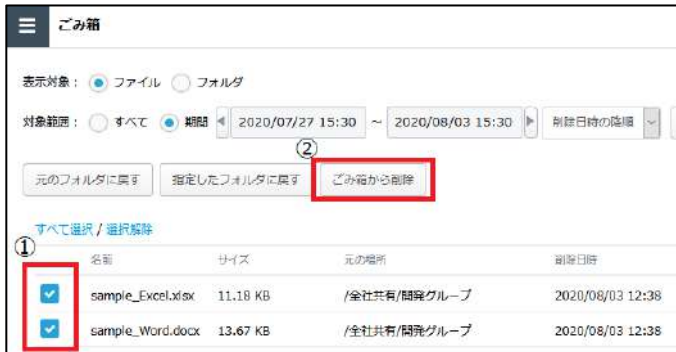 ごみ箱
表示対象： ファイル フォルダ
対象範囲： すべて 期間 2020/07/27 15:30 ～ 2020/08/03 15:30 削除日時の降順
②
元のフォルダに戻す 指定したフォルダに戻す ごみ箱から削除
すべて選択 / 選択解除
①
名前 サイズ 元の場所 削除日時
sample_Excel.xlsx 11.18 KB /全社共有/開発グループ 2020/08/03 12:38
sample_Word.docx 13.67 KB /全社共有/開発グループ 2020/08/03 12:38